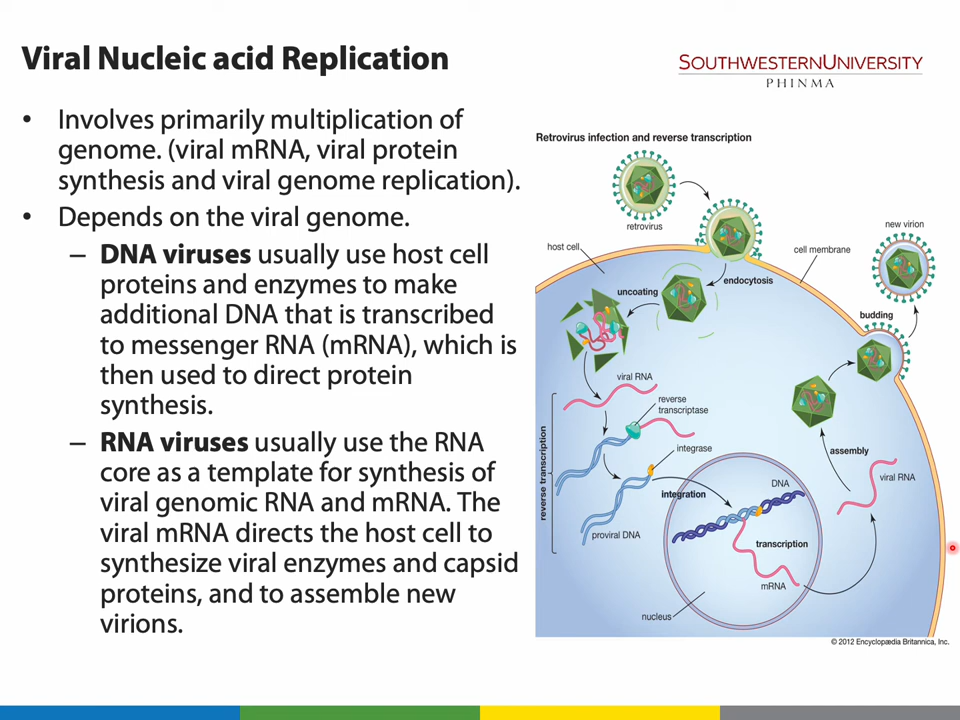 Viral Nucleic acid Replication
SOUTHWESTERNUNIVERSITY
PHINMA
• Involves primarily multiplication of
genome. (viral mRNA, viral protein
synthesis and viral genome replication).
• Depends on the viral genome.
– DNA viruses usually use host cell
proteins and enzymes to make
additional DNA that is transcribed
to messenger RNA (mRNA), which is
then used to direct protein
synthesis.
– RNA viruses usually use the RNA
core as a template for synthesis of
viral genomic RNA and mRNA. The
viral mRNA directs the host cell to
synthesize viral enzymes and capsid
proteins, and to assemble new
virions.
Retrovirus infection and reverse transcription
retrovirus
new virion
host cell
cell membrane
endocytosis
uncoating
budding
viral RNA
reverse
transcriptase
integrase
assembly
viral RNA
reverse transcription
DNA
integration
proviral DNA
transcription
mRNA
nucleus
© 2012 Encyclopædia Britannica, Inc.